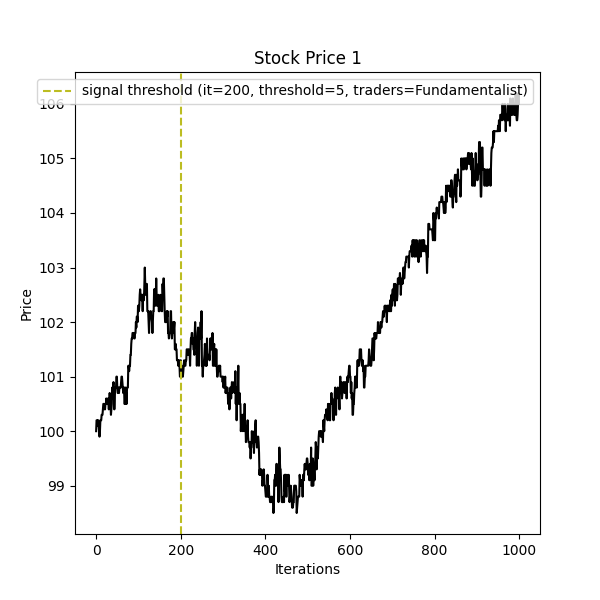 Stock Price 1
signal threshold (it=200, threshold=5, traders=Fundamentalist)
106
105
104
103
102
101
100
99
Price
0 200 400 600 800 1000
Iterations